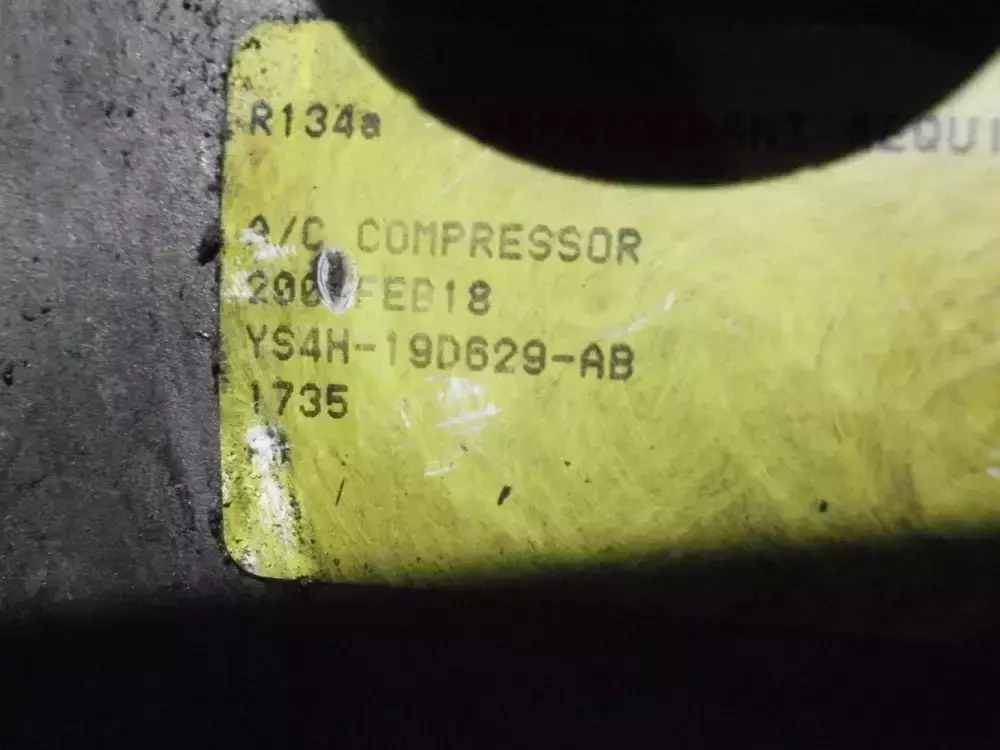 R134a
A/C COMPRESSOR
FEB18
YS4H-19D629-AB
1735